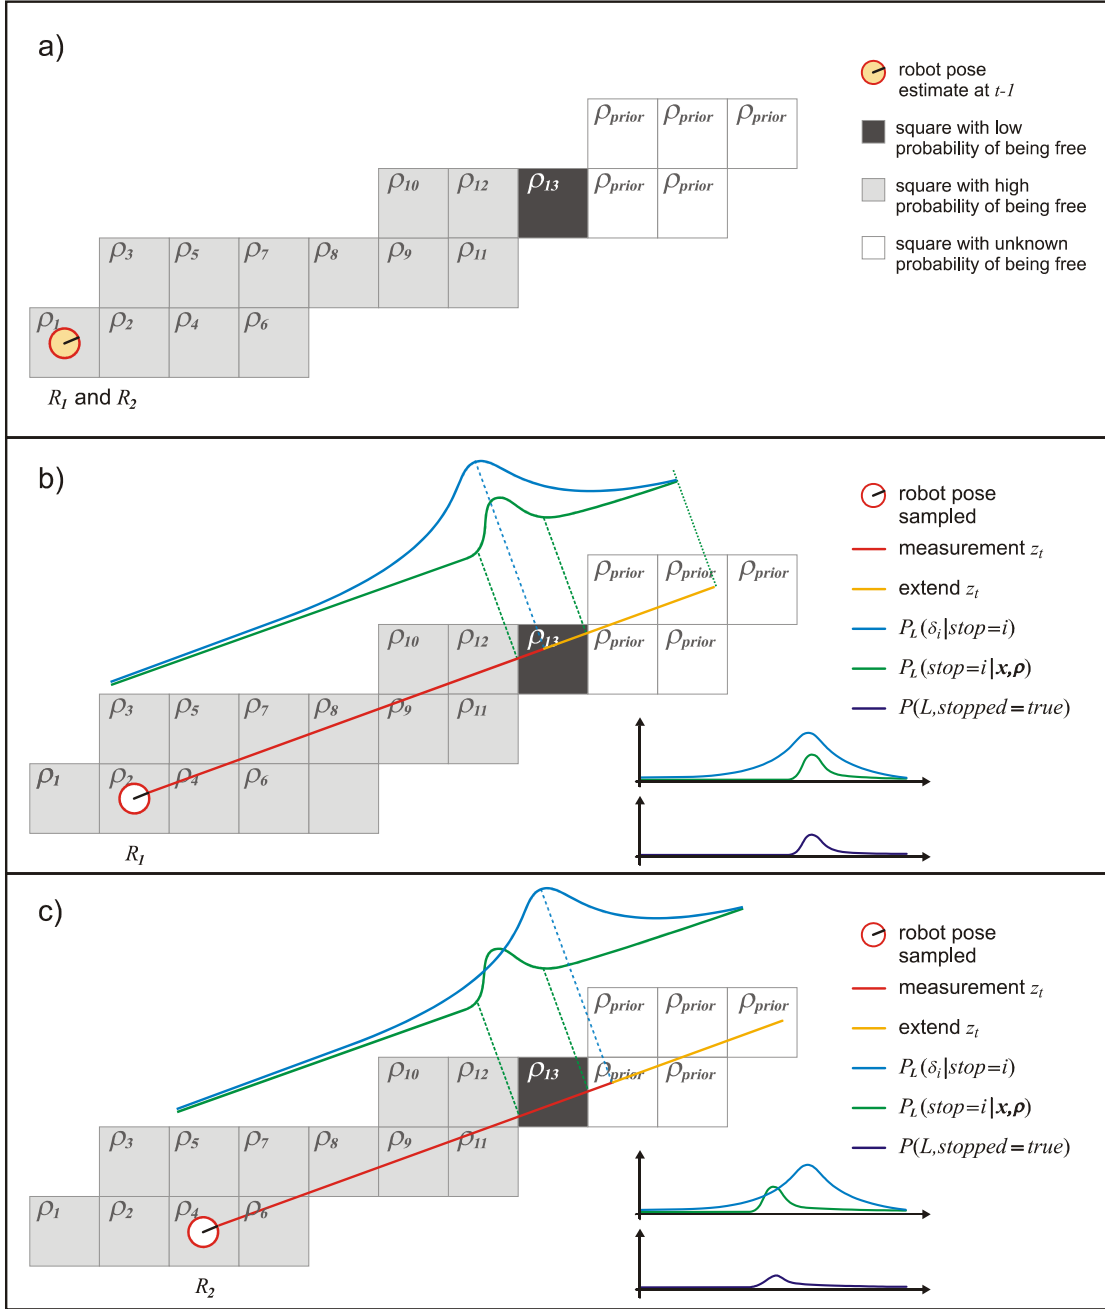 a)
robot pose
estimate at t-1
square with low
probability of being free
square with high
probability of being free
square with unknown
probability of being free
ρprior ρprior ρprior
ρ10 ρ12 ρ13 ρprior ρprior
ρ3 ρ5 ρ7 ρ8 ρ9 ρ11
ρ1 ρ2 ρ4 ρ6
R1 and R2
b)
robot pose
sampled
measurement zt
extend zt
PL(δi|stop=i)
PL(stop=i|x,ρ)
P(L,stopped=true)
ρprior ρprior ρprior
ρ10 ρ12 ρ13 ρprior ρprior
ρ3 ρ5 ρ7 ρ8 ρ9 ρ11
ρ1 ρ2 ρ4 ρ6
R1
c)
robot pose
sampled
measurement zt
extend zt
PL(δi|stop=i)
PL(stop=i|x,ρ)
P(L,stopped=true)
ρprior ρprior ρprior
ρ10 ρ12 ρ13 ρprior ρprior
ρ3 ρ5 ρ7 ρ8 ρ9 ρ11
ρ1 ρ2 ρ4 ρ6
R2